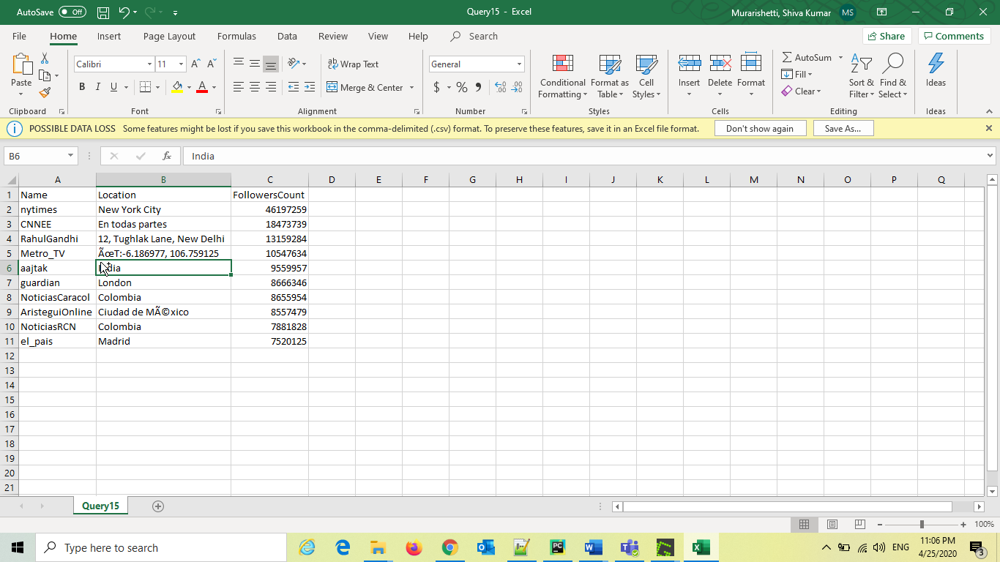 AutoSave Off Query15 - Excel Murarishetti, Shiva Kumar MS
File Home Insert Page Layout Formulas Data Review View Help Search Share Comments
Paste Calibri 11 A A B I U A
Wrap Text Merge & Center
General $ % 9 .00 .0
Conditional Formatting Format as Table Cell Styles
Insert Delete Format
AutoSum Fill Clear Sort & Filter Find & Select Ideas
Clipboard Font Alignment Number Styles Cells Editing Ideas
POSSIBLE DATA LOSS Some features might be lost if you save this workbook in the comma-delimited (.csv) format. To preserve these features, save it in an Excel file format. Don't show again Save As...
B6 fx India
A B C D E F G H I J K L M N O P Q
1 Name Location FollowersCount
2 nytimes New York City 46197259
3 CNNEE En todas partes 18473739
4 RahulGandhi 12, Tughlak Lane, New Delhi 13159284
5 Metro_TV ÃœT:-6.186977, 106.759125 10547634
6 aajtak India 9559957
7 guardian London 8666346
8 NoticiasCaracol Colombia 8655954
9 AristeguiOnline Ciudad de MÃ©xico 8557479
10 NoticiasRCN Colombia 7881828
11 el_pais Madrid 7520125
12
13
14
15
16
17
18
19
20
21
Query15
100%
Type here to search ENG 11:06 PM
4/25/2020 3